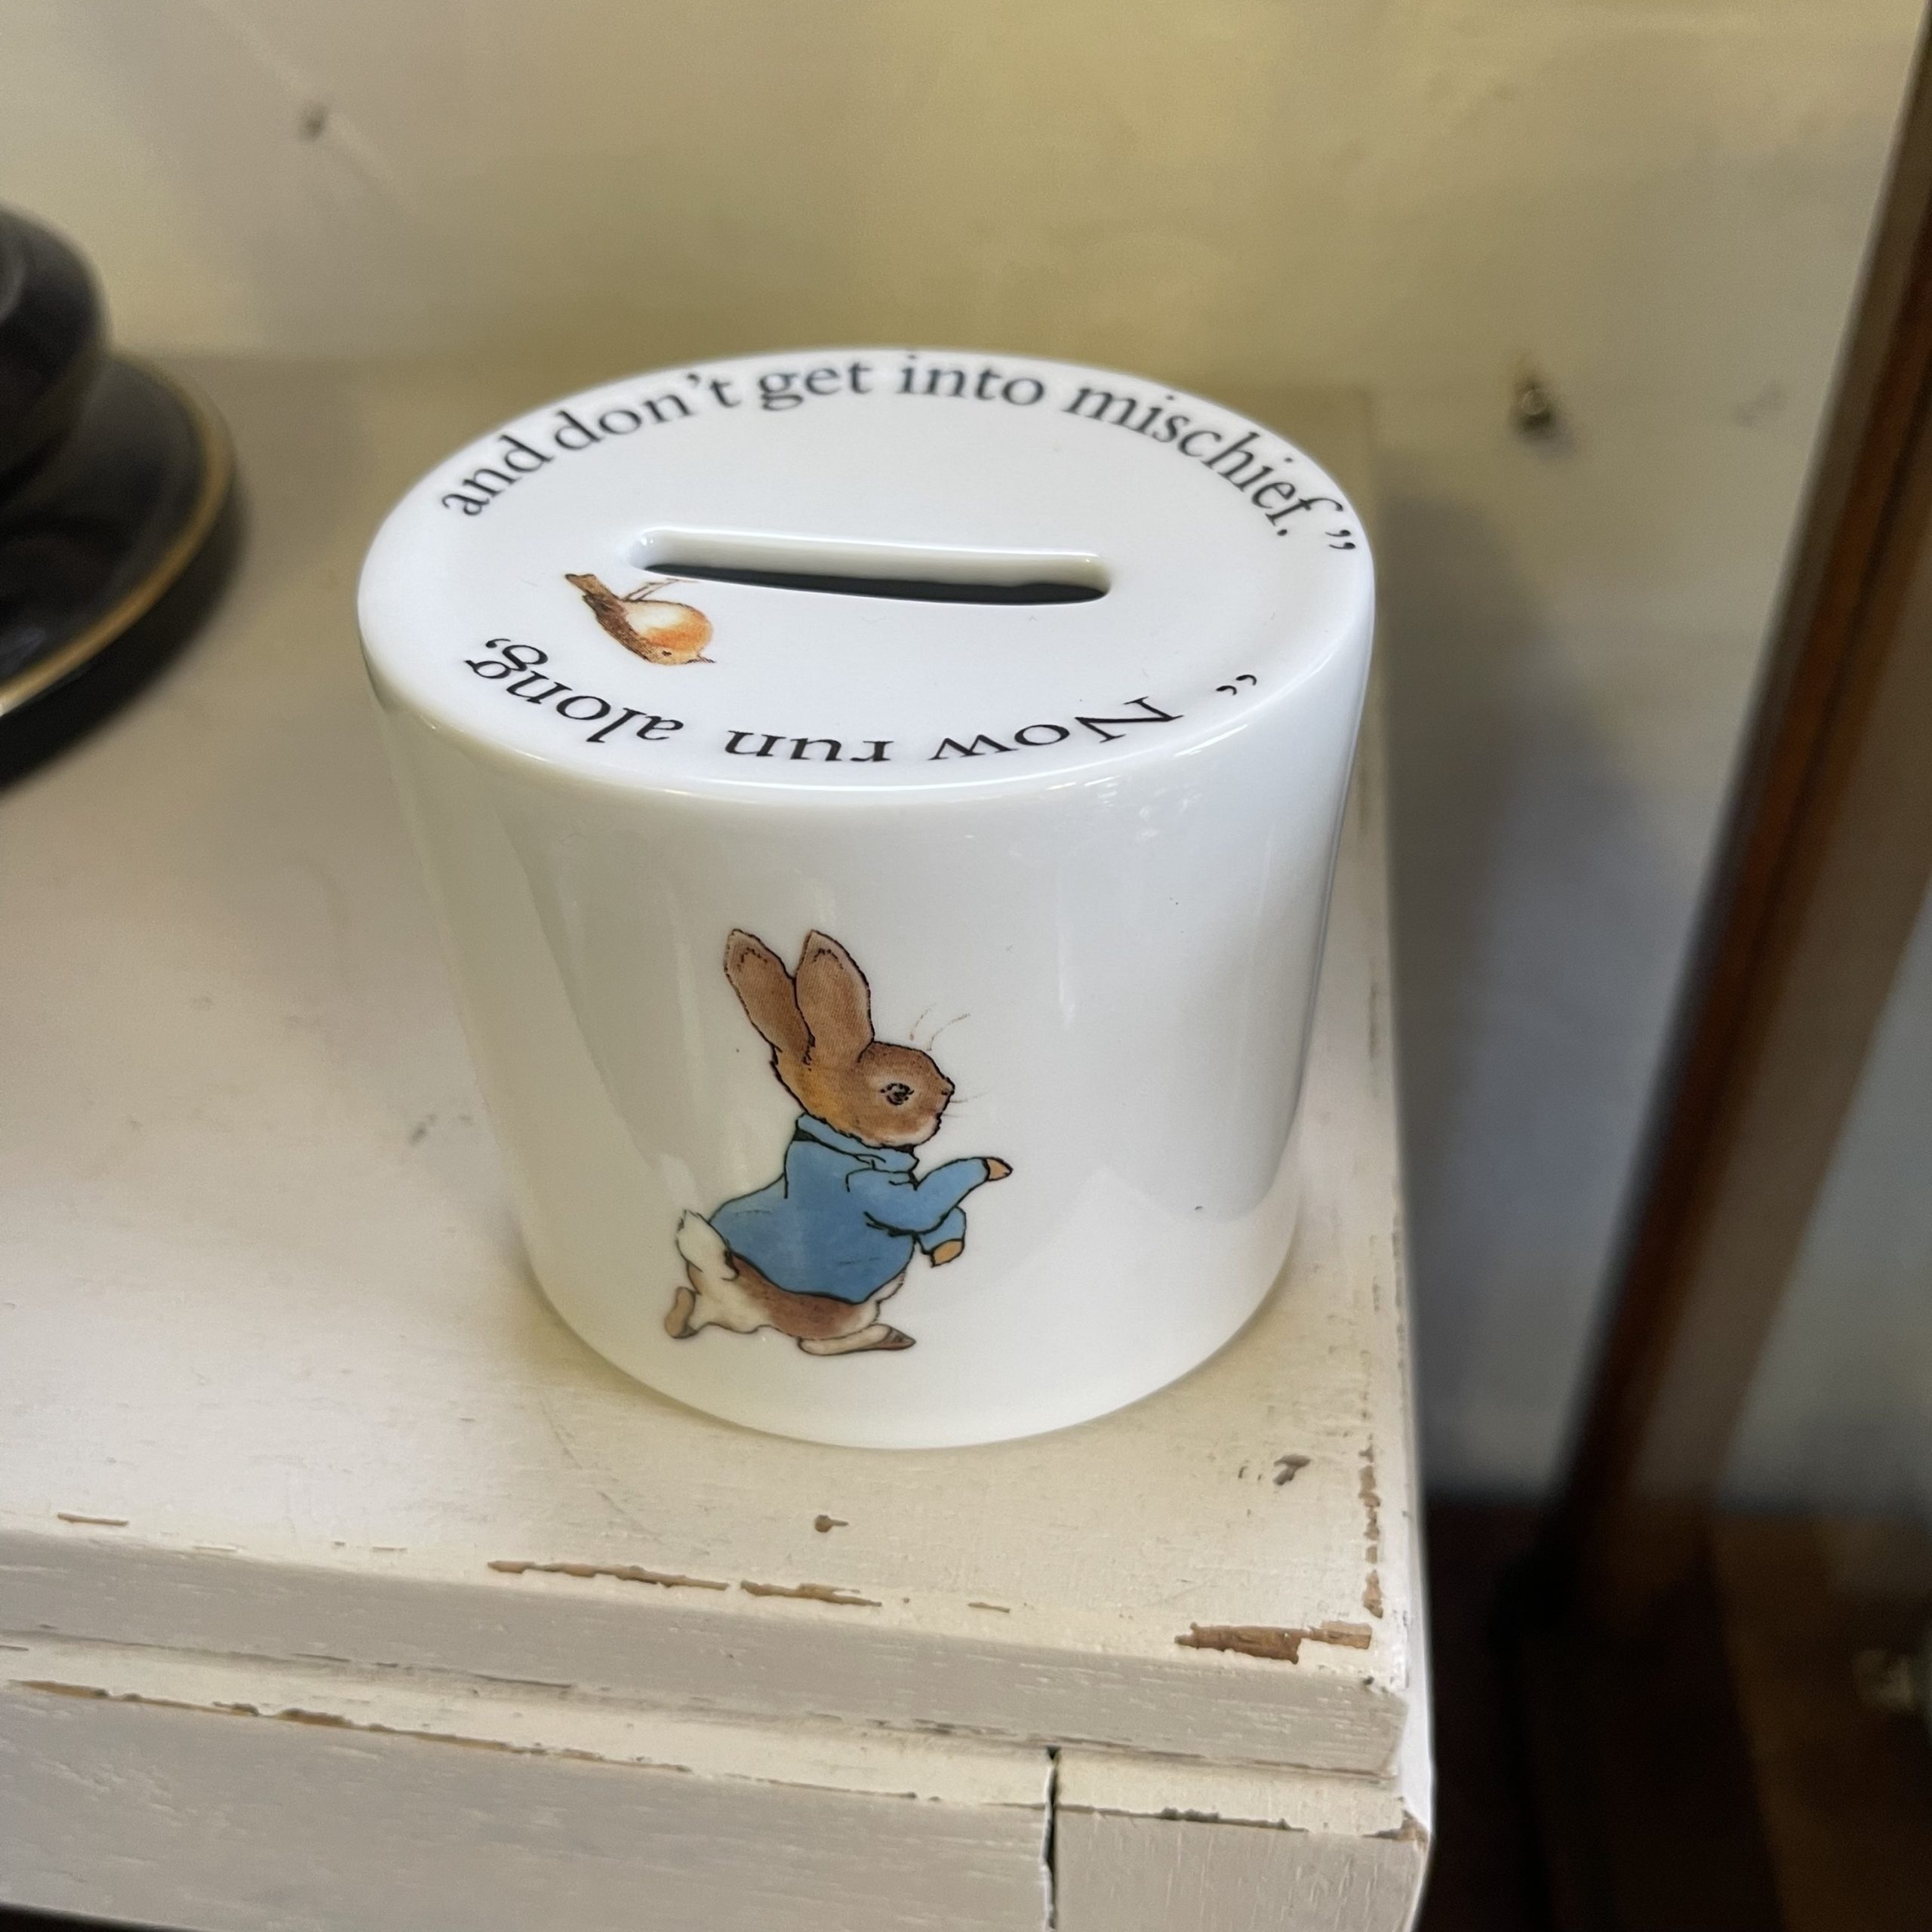 “Now run along,
and don’t get into mischief.”